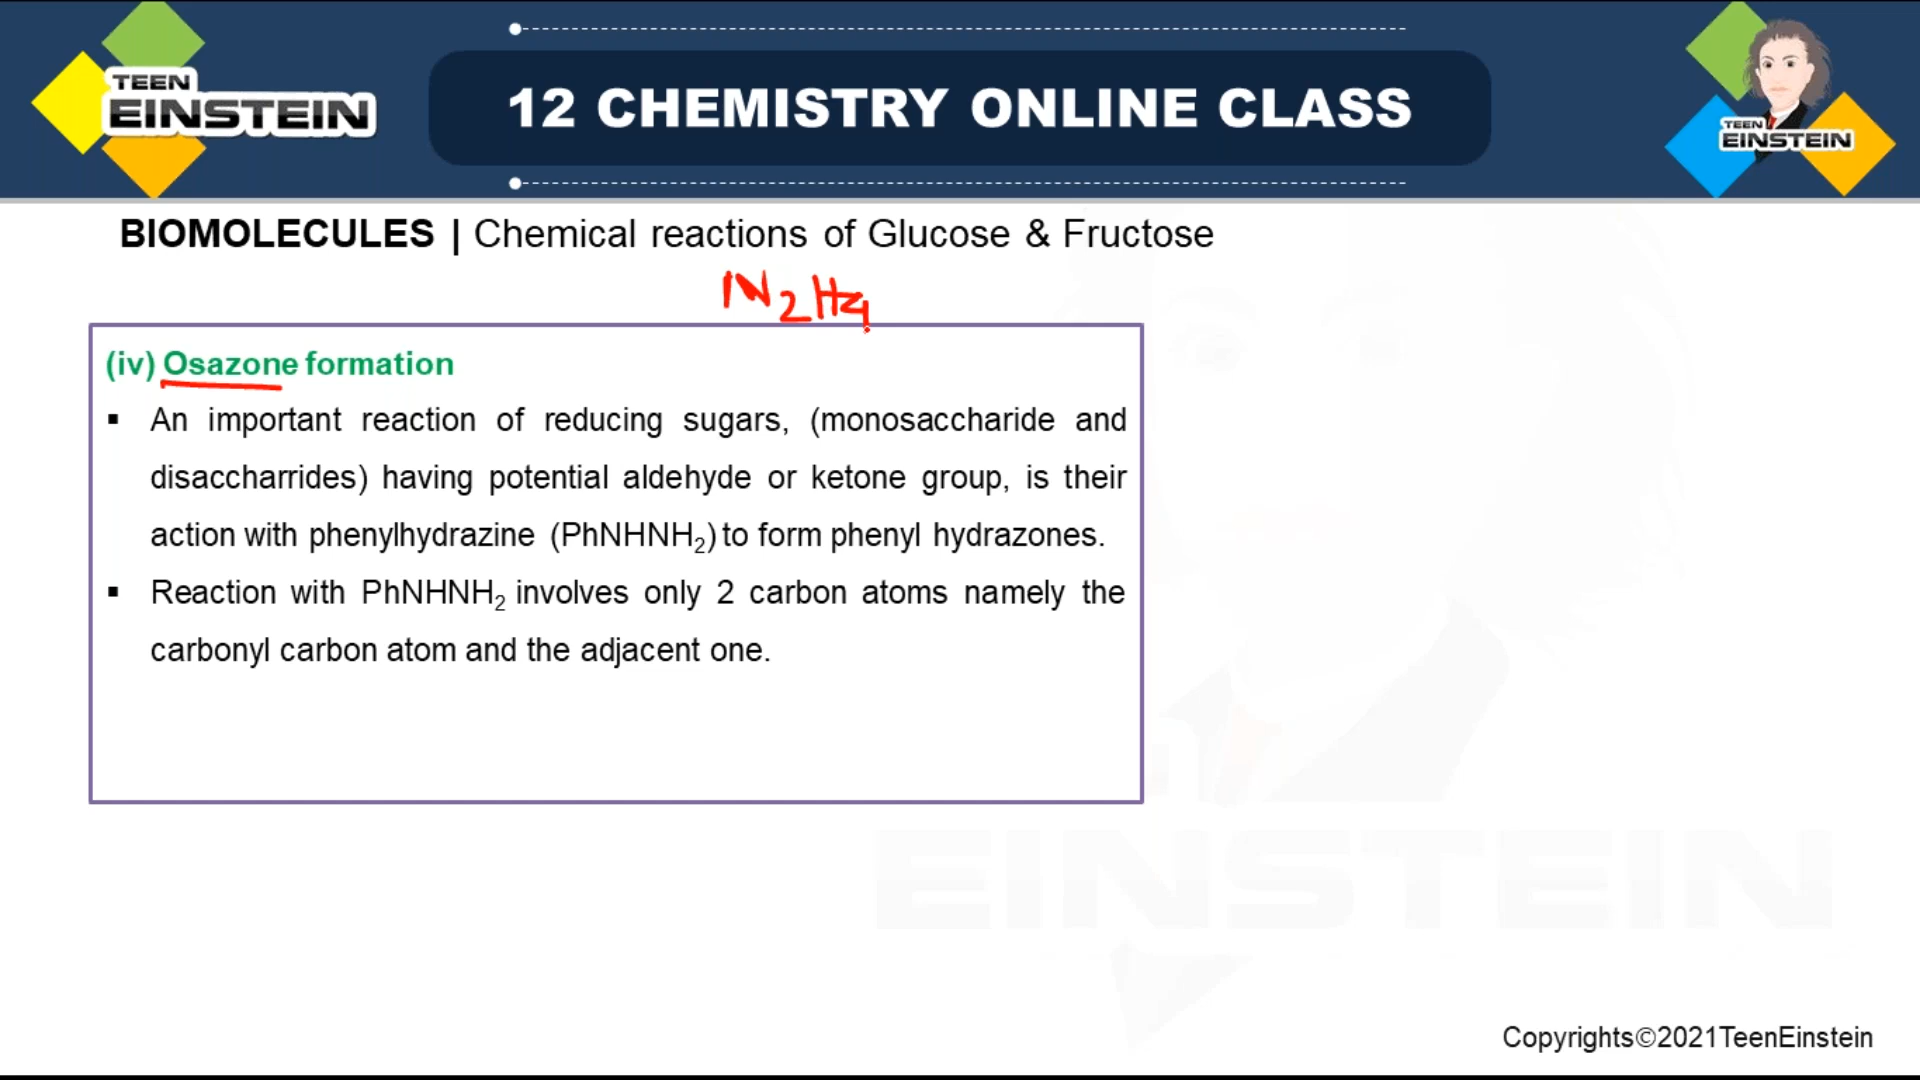 TEEN
EINSTEIN
12 CHEMISTRY ONLINE CLASS
TEEN
EINSTEIN
BIOMOLECULES | Chemical reactions of Glucose & Fructose
N2H4
(iv) Osazone formation
▪ An important reaction of reducing sugars, (monosaccharide and
disaccharrides) having potential aldehyde or ketone group, is their
action with phenylhydrazine (PhNHNH₂) to form phenyl hydrazones.
▪ Reaction with PhNHNH₂ involves only 2 carbon atoms namely the
carbonyl carbon atom and the adjacent one.
EINSTEIN
Copyrights©2021TeenEinstein